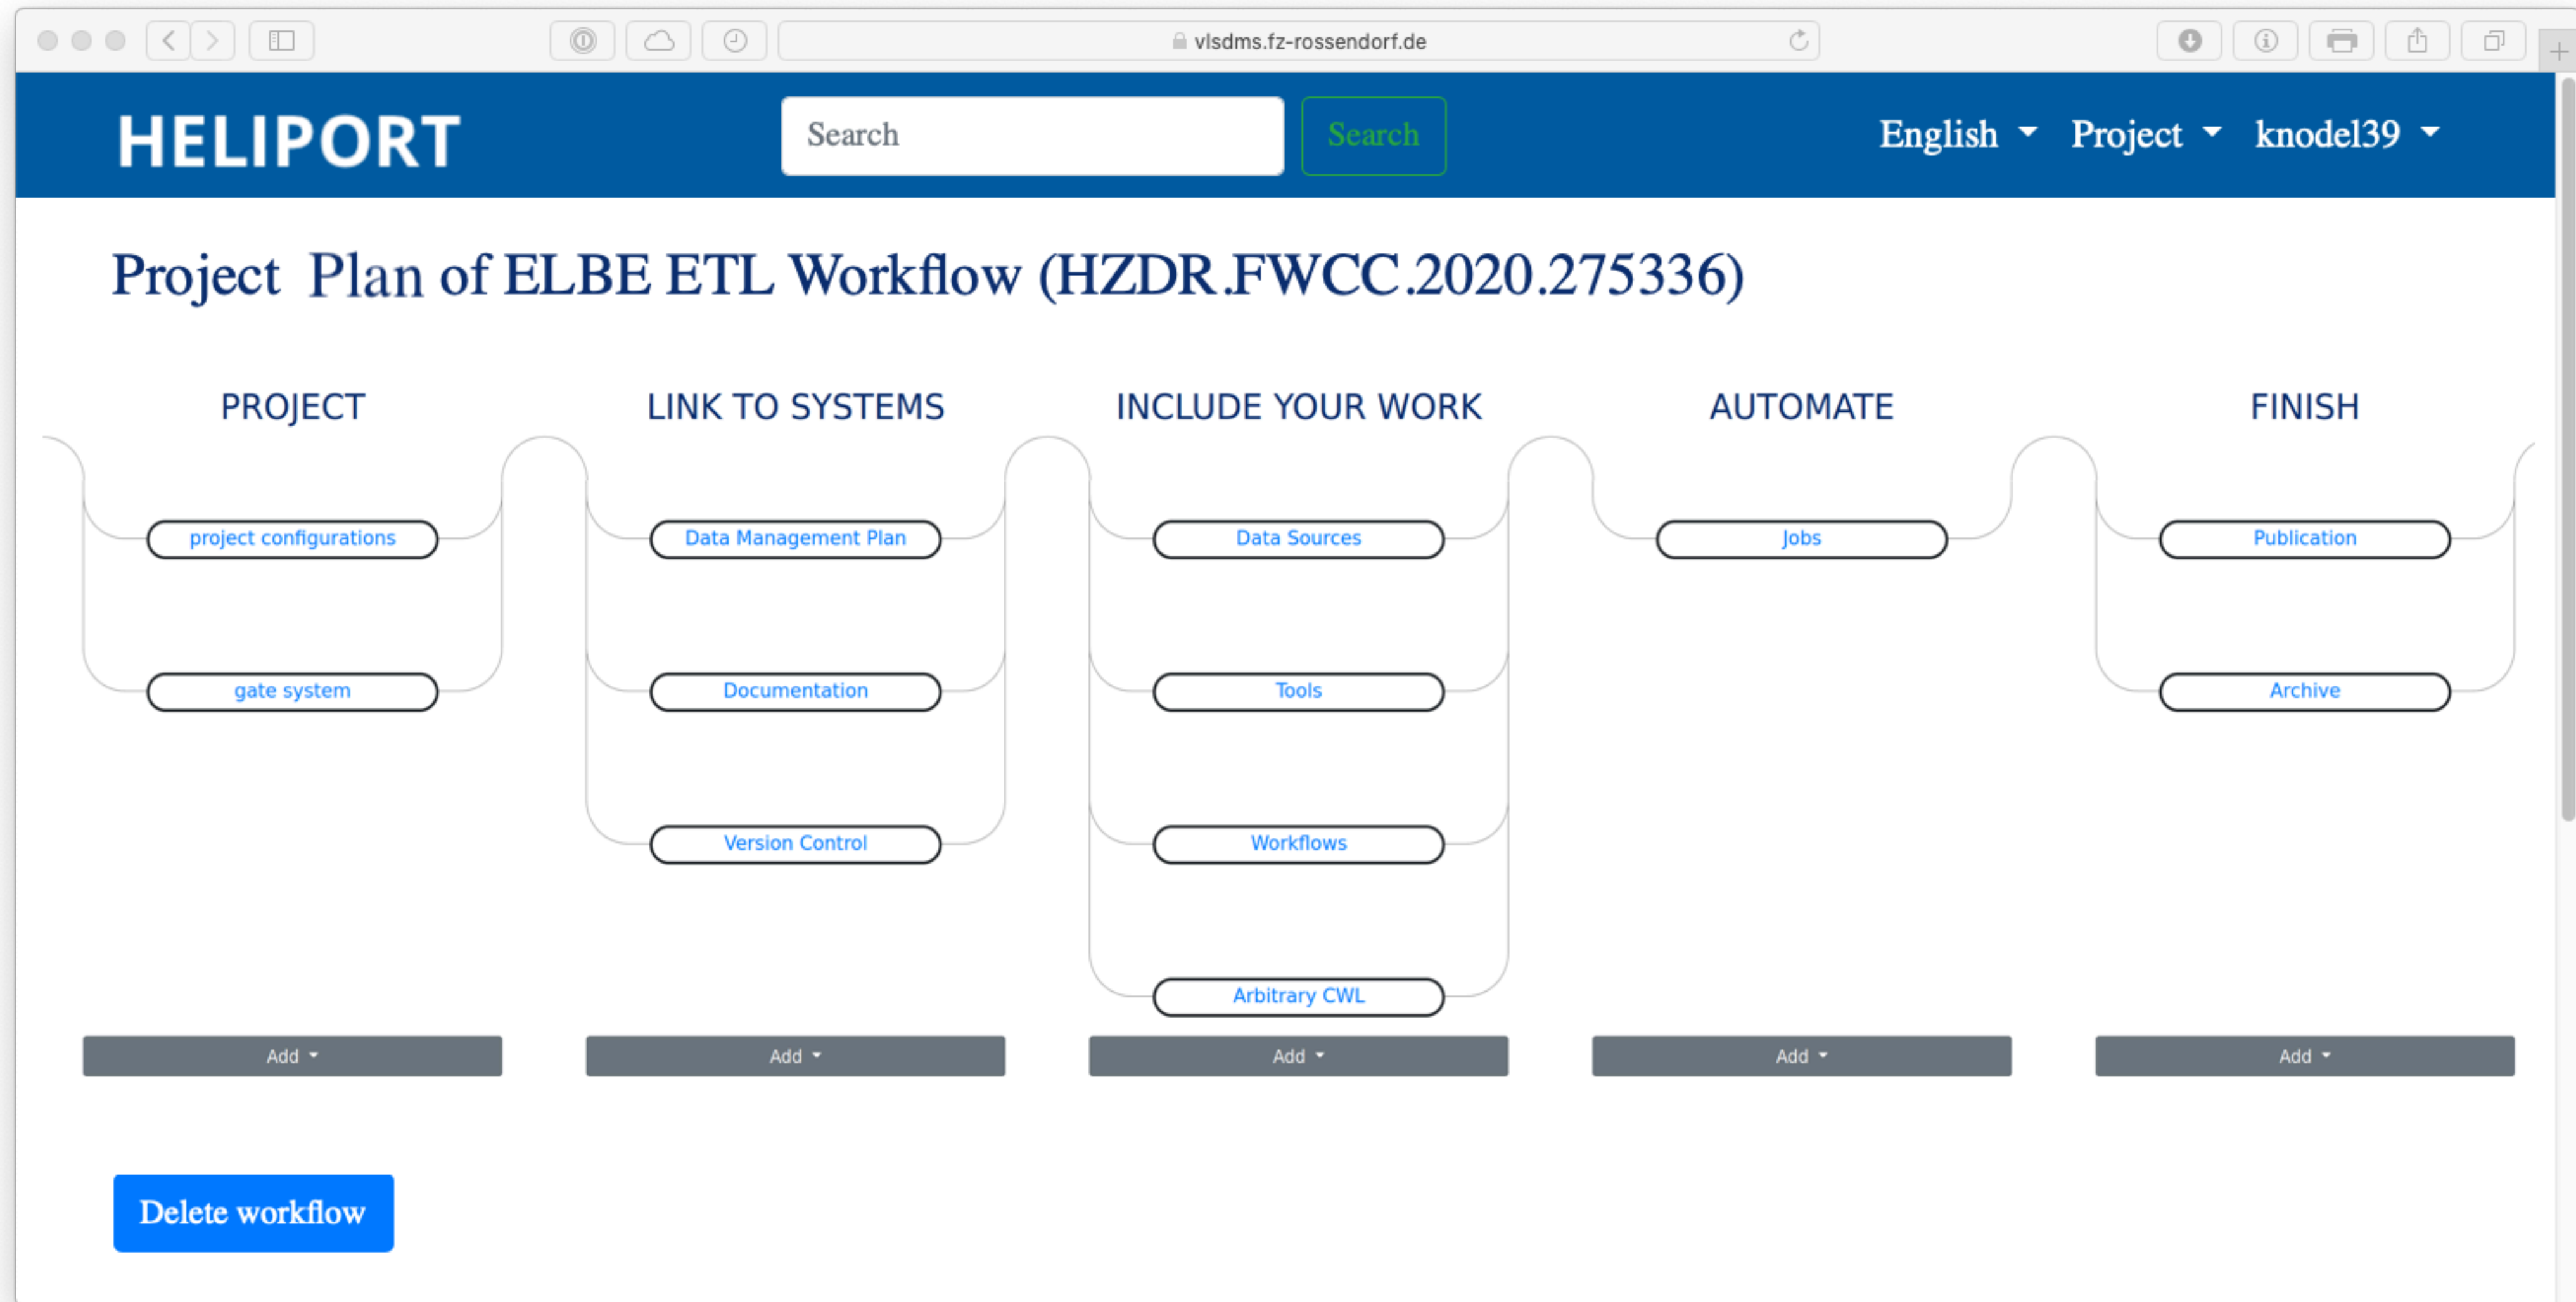 vlsdms.fz-rossendorf.de
HELIPORT
Search
Search
English
Project
knodel39
Project Plan of ELBE ETL Workflow (HZDR.FWCC.2020.275336)
PROJECT
LINK TO SYSTEMS
INCLUDE YOUR WORK
AUTOMATE
FINISH
project configurations
Data Management Plan
Data Sources
Jobs
Publication
gate system
Documentation
Tools
Archive
Version Control
Workflows
Arbitrary CWL
Add
Add
Add
Add
Add
Delete workflow